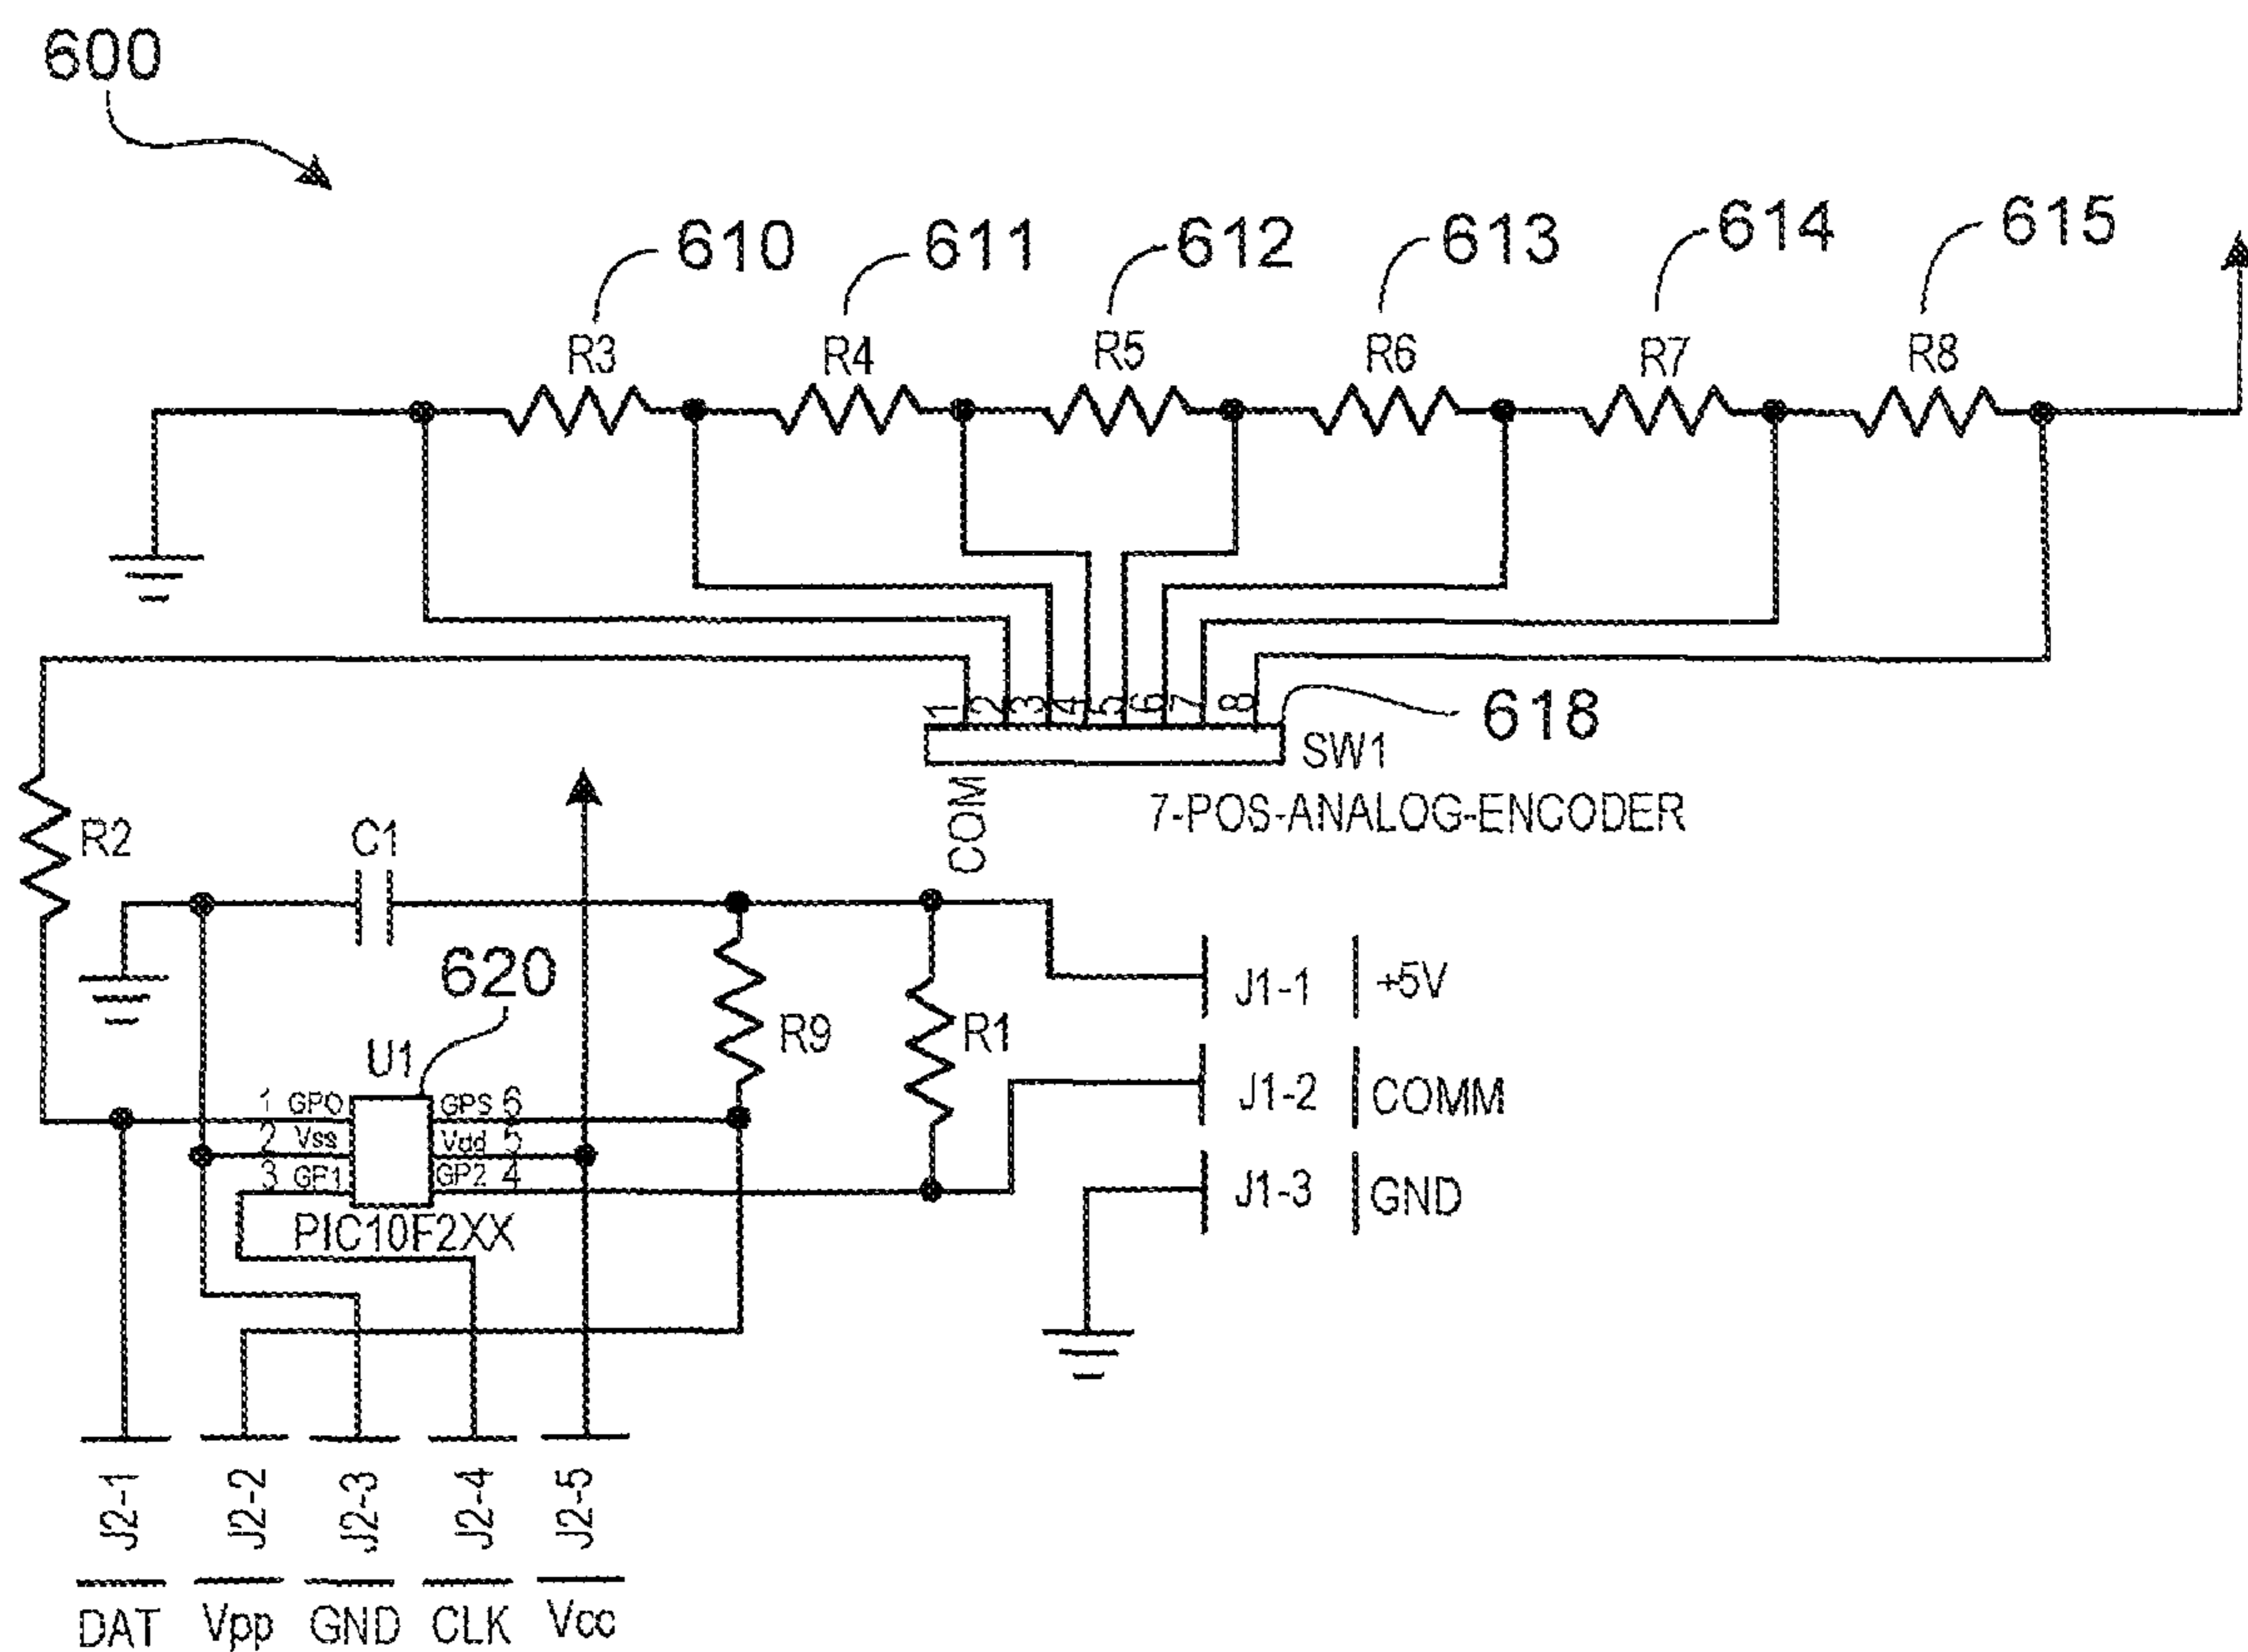 600
610 611 612 613 614 615
R3 R4 R5 R6 R7 R8
1 2 3 4 5 6 7 8
618
SW1
COM
7-POS-ANALOG-ENCODER
R2
C1
620
R9
R1
J1-1 +5V
U1
J1-2 COMM
1 GPO GPS 6
2 Vss Vdd 5
3 GP1 GP2 4
J1-3 GND
PIC10F2XX
J2-1 J2-2 J2-3 J2-4 J2-5
DAT Vpp GND CLK Vcc